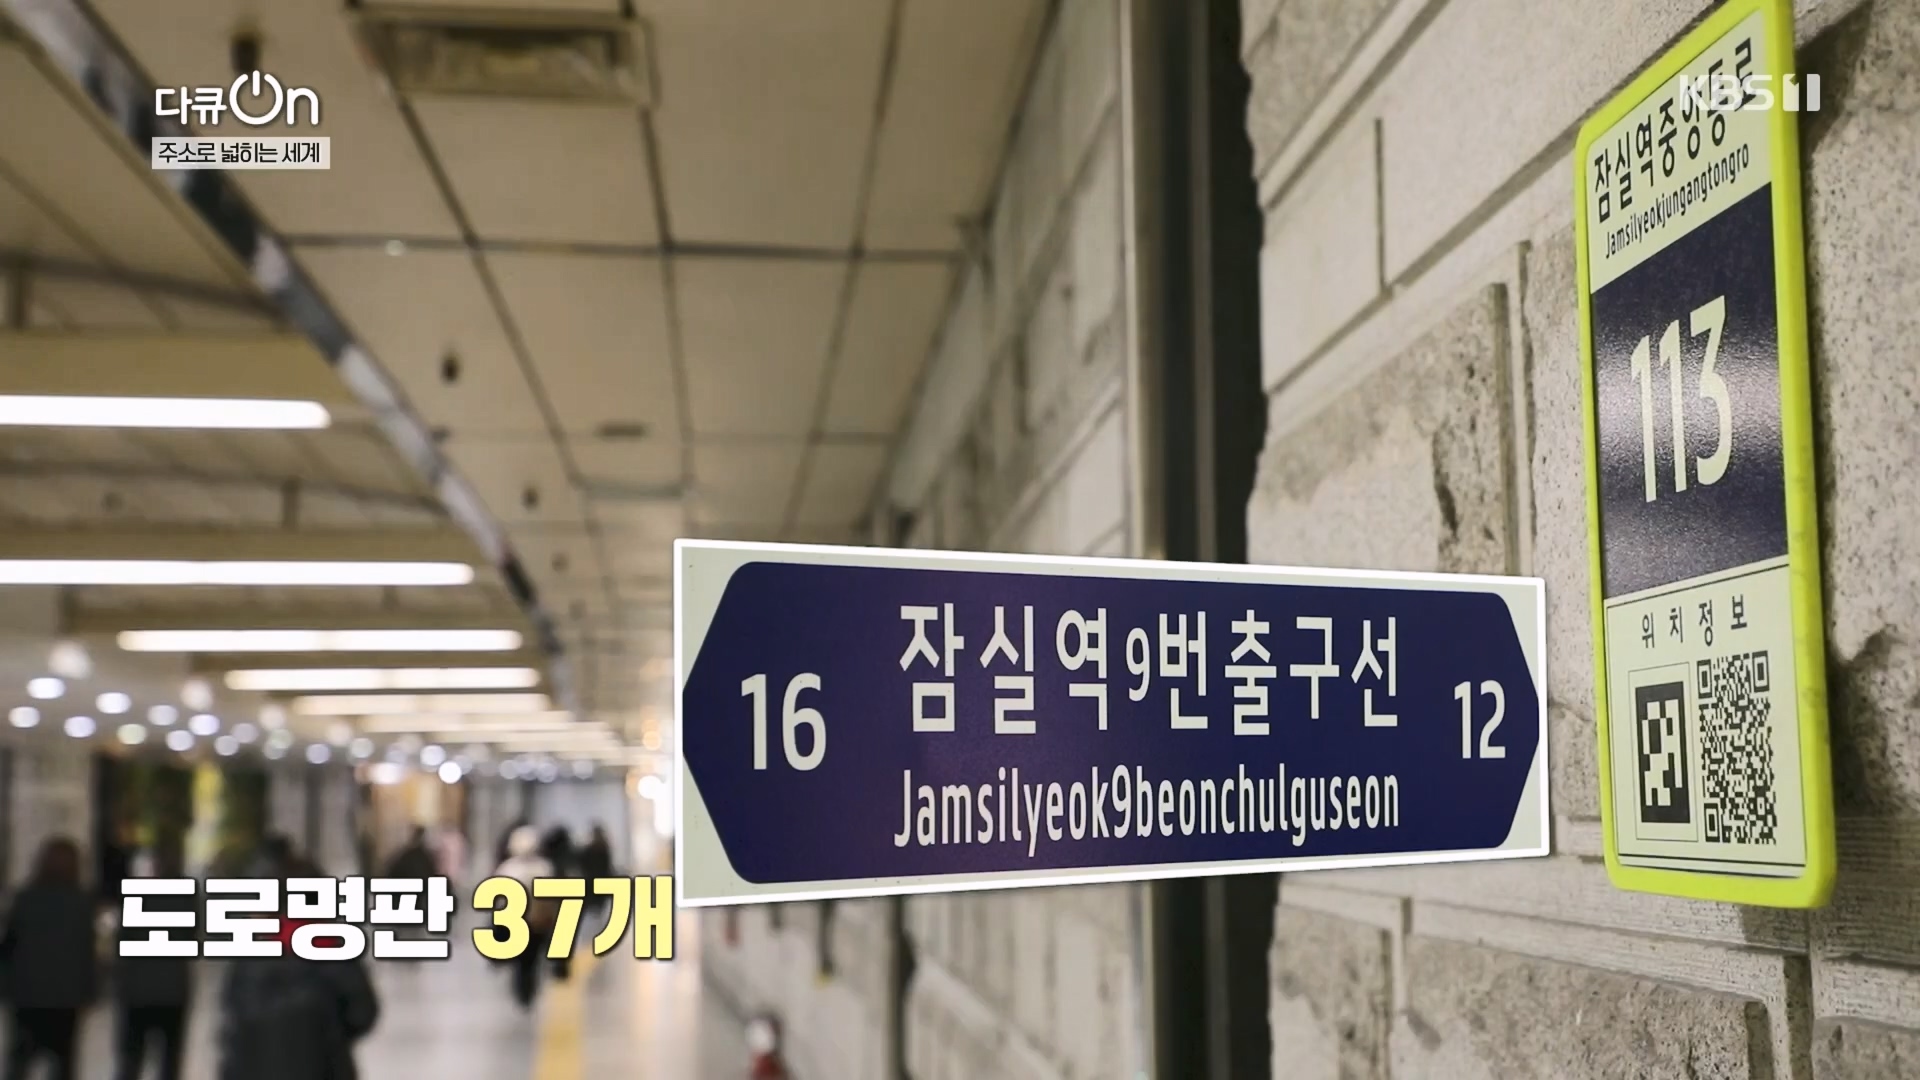 다큐On
주소로 넓히는 세계
KBS1
잠실역중앙통로
Jamsilyeokjungangtongro
113
위치정보
16 잠실역9번출구선 12
Jamsilyeok9beonchulguseon
도로명판 37개